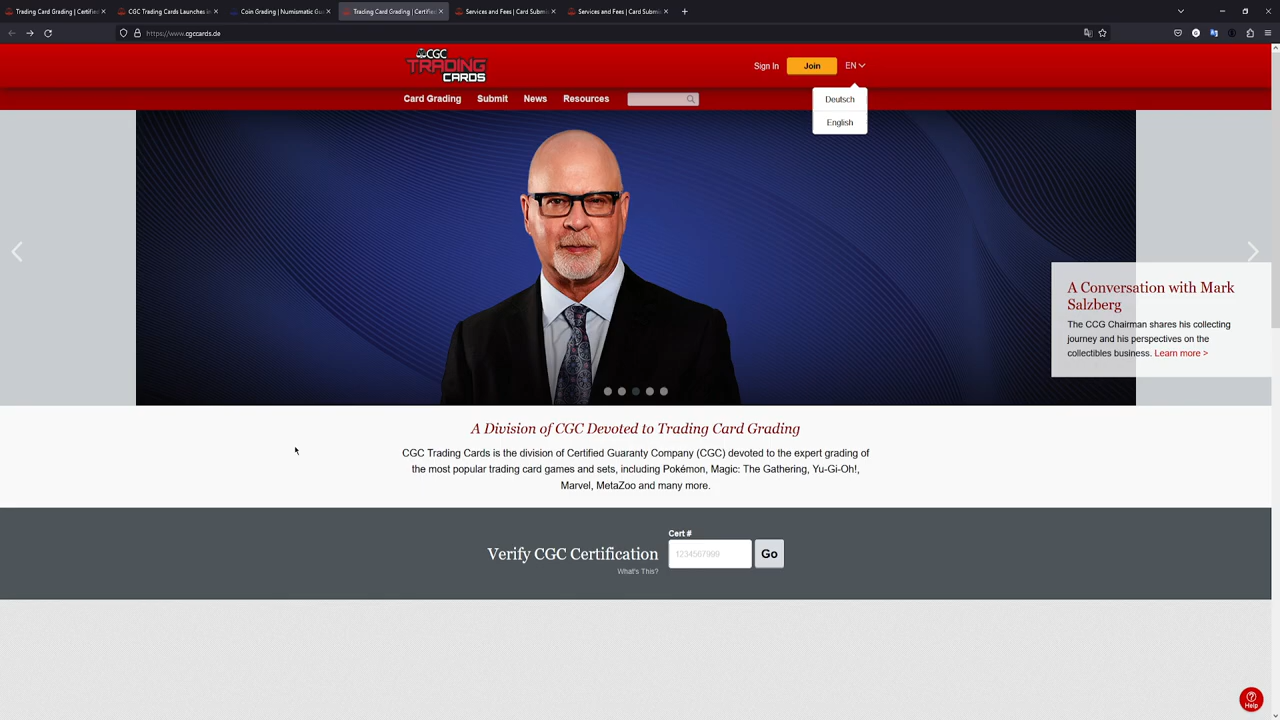 Trading Card Grading | Certified
CGC Trading Cards Launches in
Coin Grading | Numismatic Gu
Trading Card Grading | Certified
Services and Fees | Card Submi
Services and Fees | Card Submi
https://www.cgccards.de
CGC
TRADING
CARDS
Sign In
Join
EN
Card Grading
Submit
News
Resources
Deutsch
English
A Conversation with Mark
Salzberg
The CCG Chairman shares his collecting
journey and his perspectives on the
collectibles business. Learn more >
A Division of CGC Devoted to Trading Card Grading
CGC Trading Cards is the division of Certified Guaranty Company (CGC) devoted to the expert grading of
the most popular trading card games and sets, including Pokémon, Magic: The Gathering, Yu-Gi-Oh!,
Marvel, MetaZoo and many more.
Cert #
Verify CGC Certification
1234567999
Go
What's This?
Help